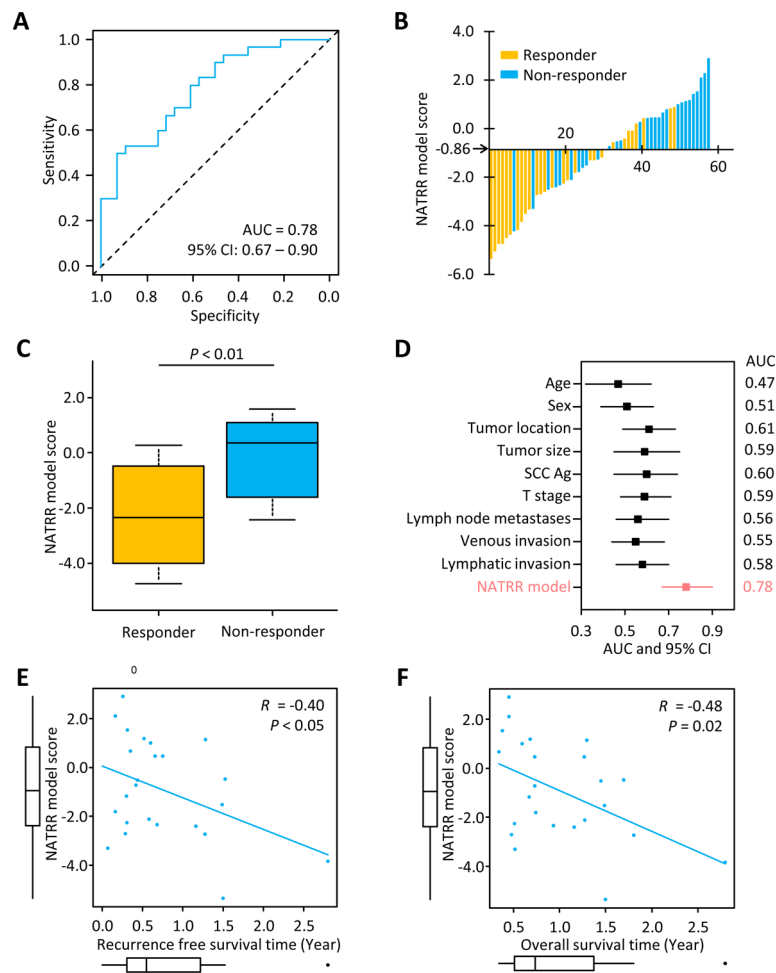 A
1.0
0.8
0.6
0.4
0.2
0.0
Sensitivity
AUC = 0.78
95% CI: 0.67 – 0.90
1.0 0.8 0.6 0.4 0.2 0.0
Specificity
B
4.0
2.0
0.0
-0.86
-2.0
-4.0
-6.0
NATRR model score
Responder
Non-responder
20
40
60
C
P < 0.01
2.0
0.0
-2.0
-4.0
NATRR model score
Responder Non-responder
D
AUC
Age 0.47
Sex 0.51
Tumor location 0.61
Tumor size 0.59
SCC Ag 0.60
T stage 0.59
Lymph node metastases 0.56
Venous invasion 0.55
Lymphatic invasion 0.58
NATRR model 0.78
0.3 0.5 0.7 0.9
AUC and 95% CI
E
0
R = -0.40
P < 0.05
2.0
0.0
-2.0
-4.0
NATRR model score
0.0 0.5 1.0 1.5 2.0 2.5
Recurrence free survival time (Year)
F
R = -0.48
P = 0.02
2.0
0.0
-2.0
-4.0
NATRR model score
0.5 1.0 1.5 2.0 2.5
Overall survival time (Year)